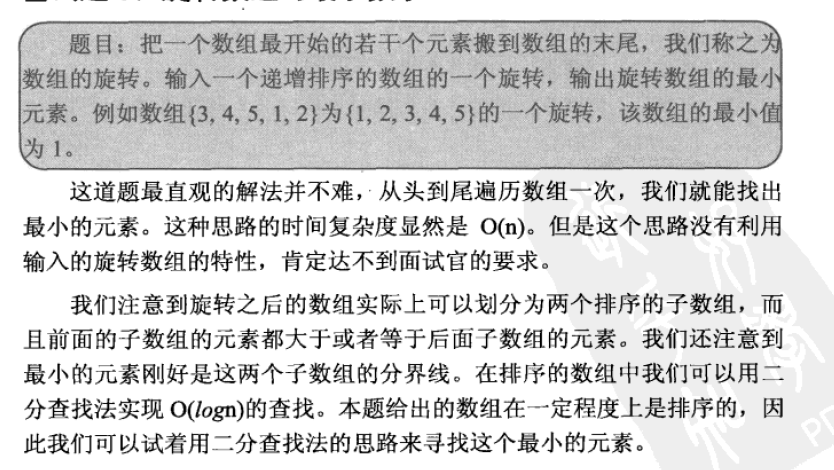 题目：把一个数组最开始的若干个元素搬到数组的末尾，我们称之为
数组的旋转。输入一个递增排序的数组的一个旋转，输出旋转数组的最小
元素。例如数组{3, 4, 5, 1, 2}为{1, 2, 3, 4, 5}的一个旋转，该数组的最小值
为 1。
这道题最直观的解法并不难，从头到尾遍历数组一次，我们就能找出
最小的元素。这种思路的时间复杂度显然是 O(n)。但是这个思路没有利用
输入的旋转数组的特性，肯定达不到面试官的要求。
我们注意到旋转之后的数组实际上可以划分为两个排序的子数组，而
且前面的子数组的元素都大于或者等于后面子数组的元素。我们还注意到
最小的元素刚好是这两个子数组的分界线。在排序的数组中我们可以用二
分查找法实现 O(logn)的查找。本题给出的数组在一定程度上是排序的，因
此我们可以试着用二分查找法的思路来寻找这个最小的元素。